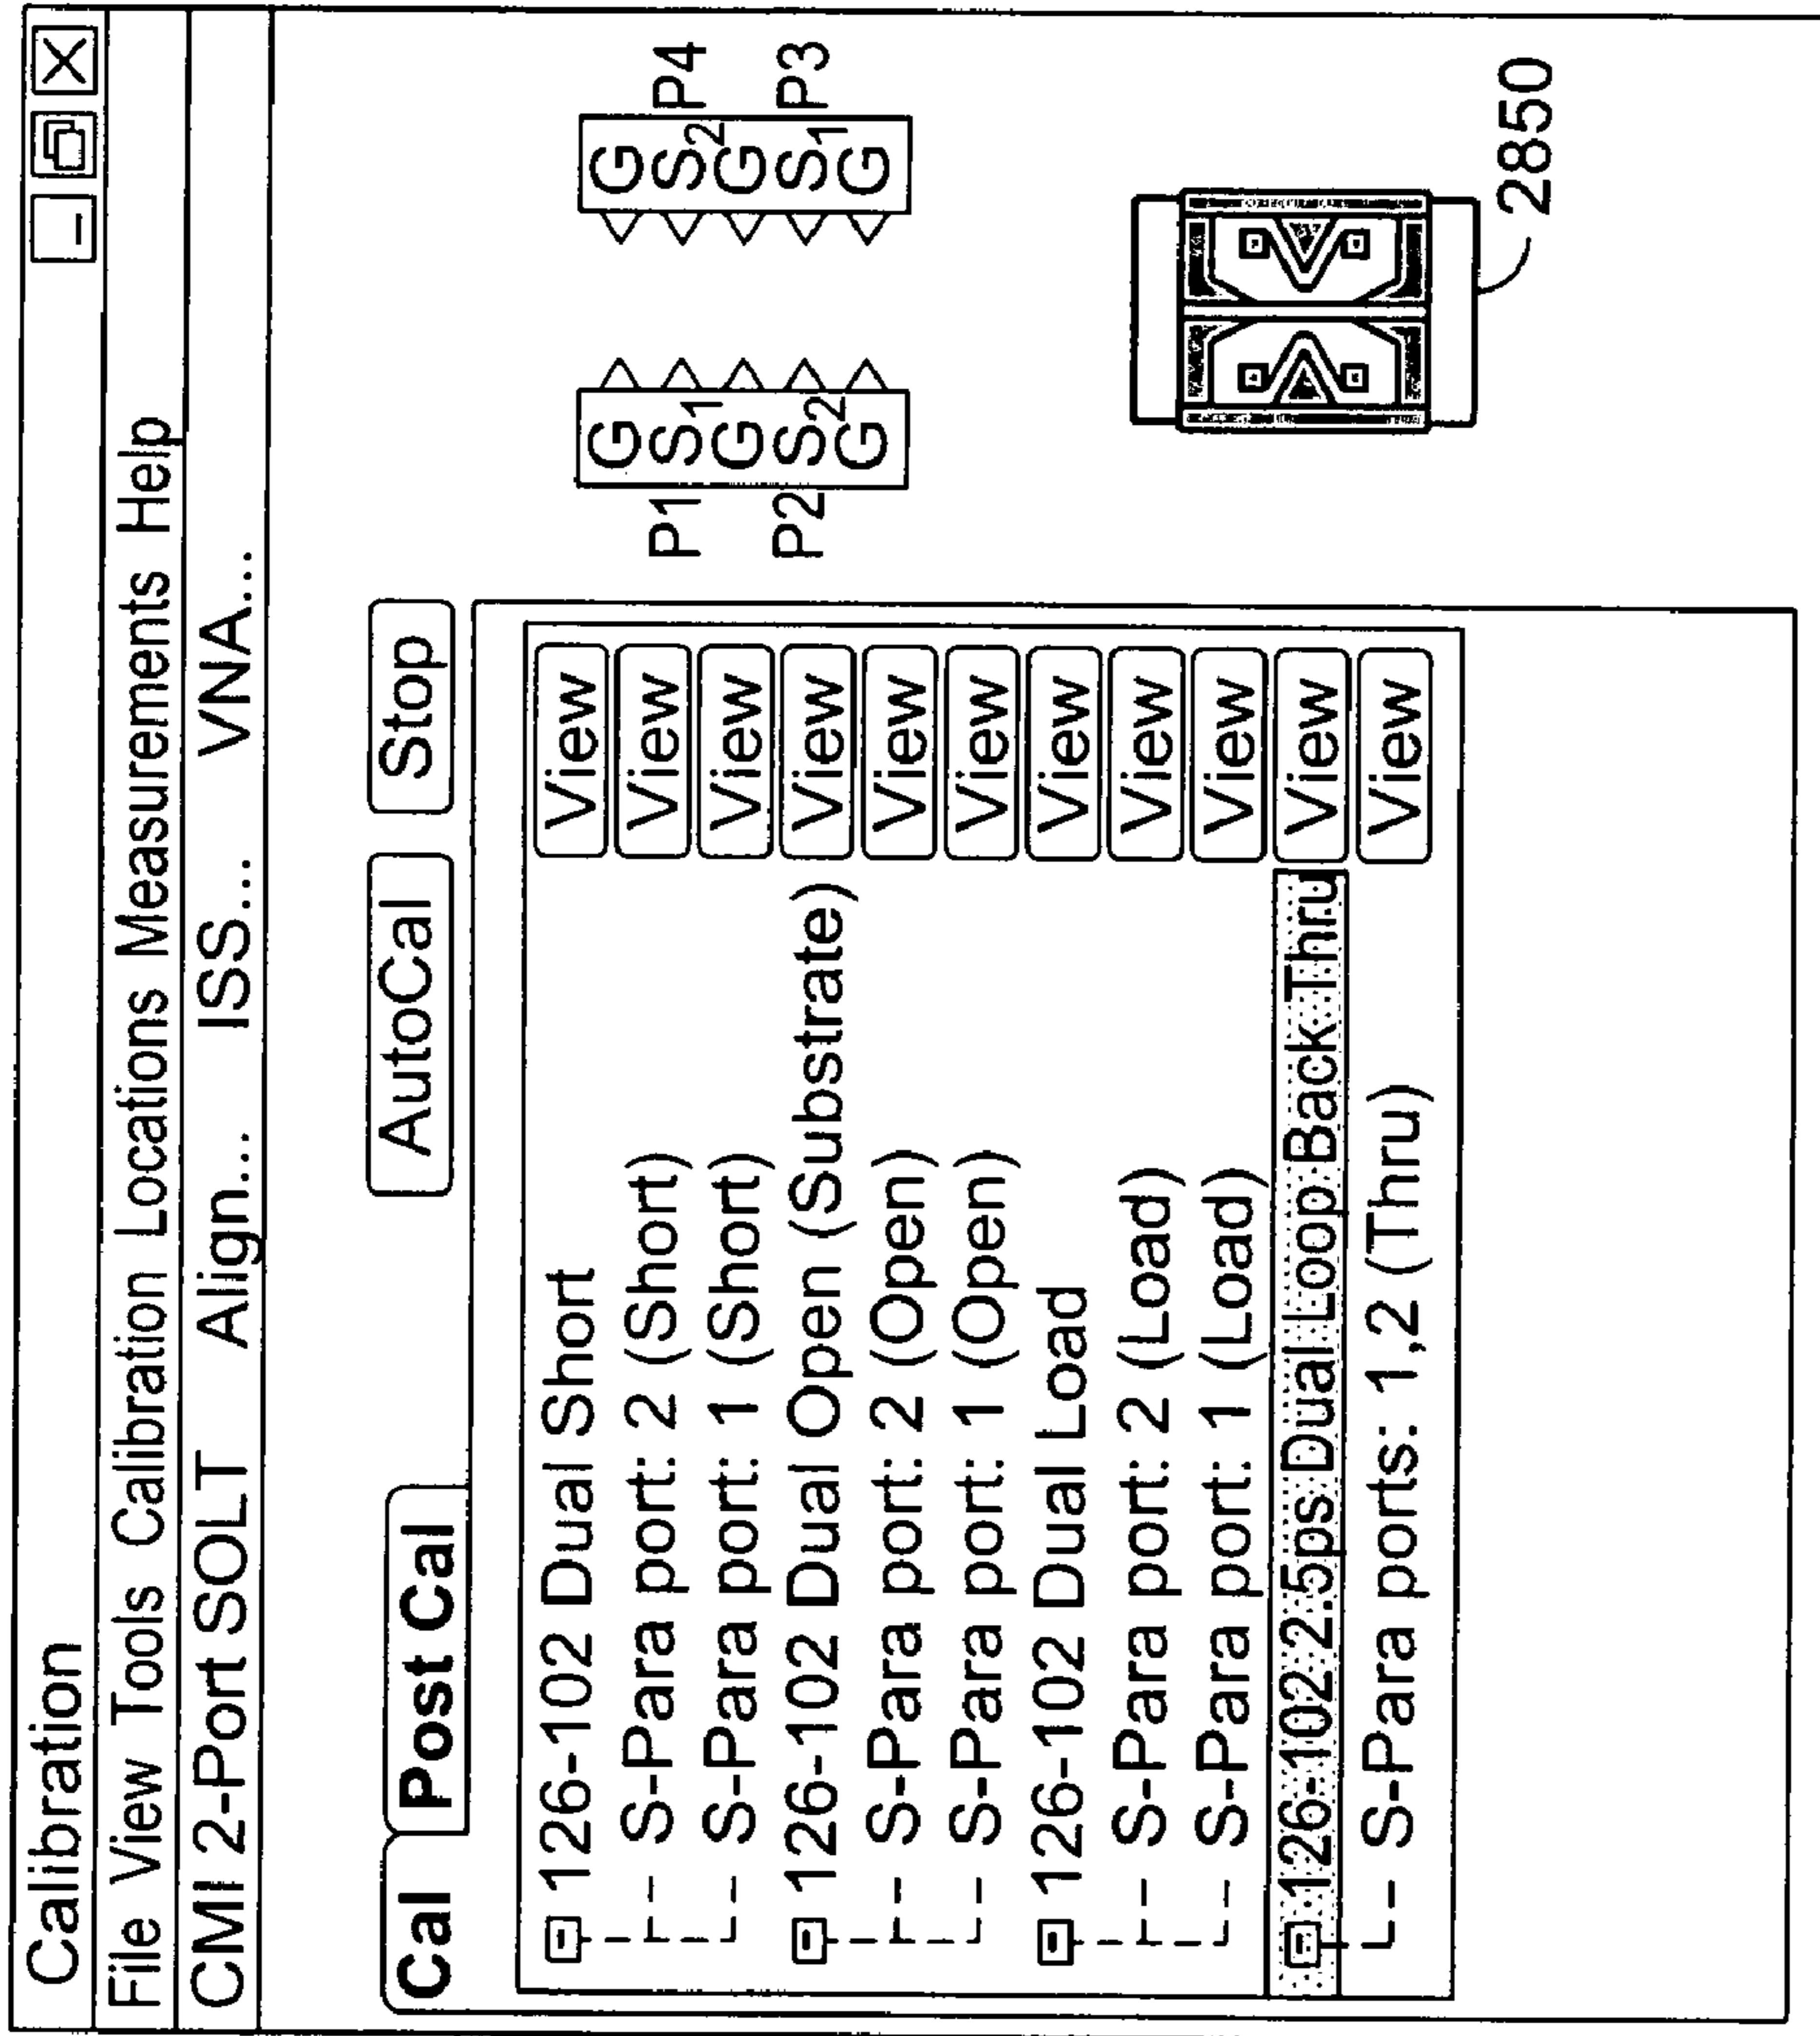 Calibration
File View Tools Calibration Locations Measurements Help
CMI 2-Port SOLT Align... ISS... VNA...
AutoCal Stop
Cal Post Cal
126-102 Dual Short View
S-Para port: 2 (Short) View
S-Para port: 1 (Short) View
126-102 Dual Open (Substrate) View
S-Para port: 2 (Open) View
S-Para port: 1 (Open) View
126-102 Dual Load View
S-Para port: 2 (Load) View
S-Para port: 1 (Load) View
126-102 2.5ps Dual Loop Back Thru View
S-Para ports: 1,2 (Thru) View
G G
P1 S1 S2 P4
G G
P2 S2 S1 P3
G G
2850